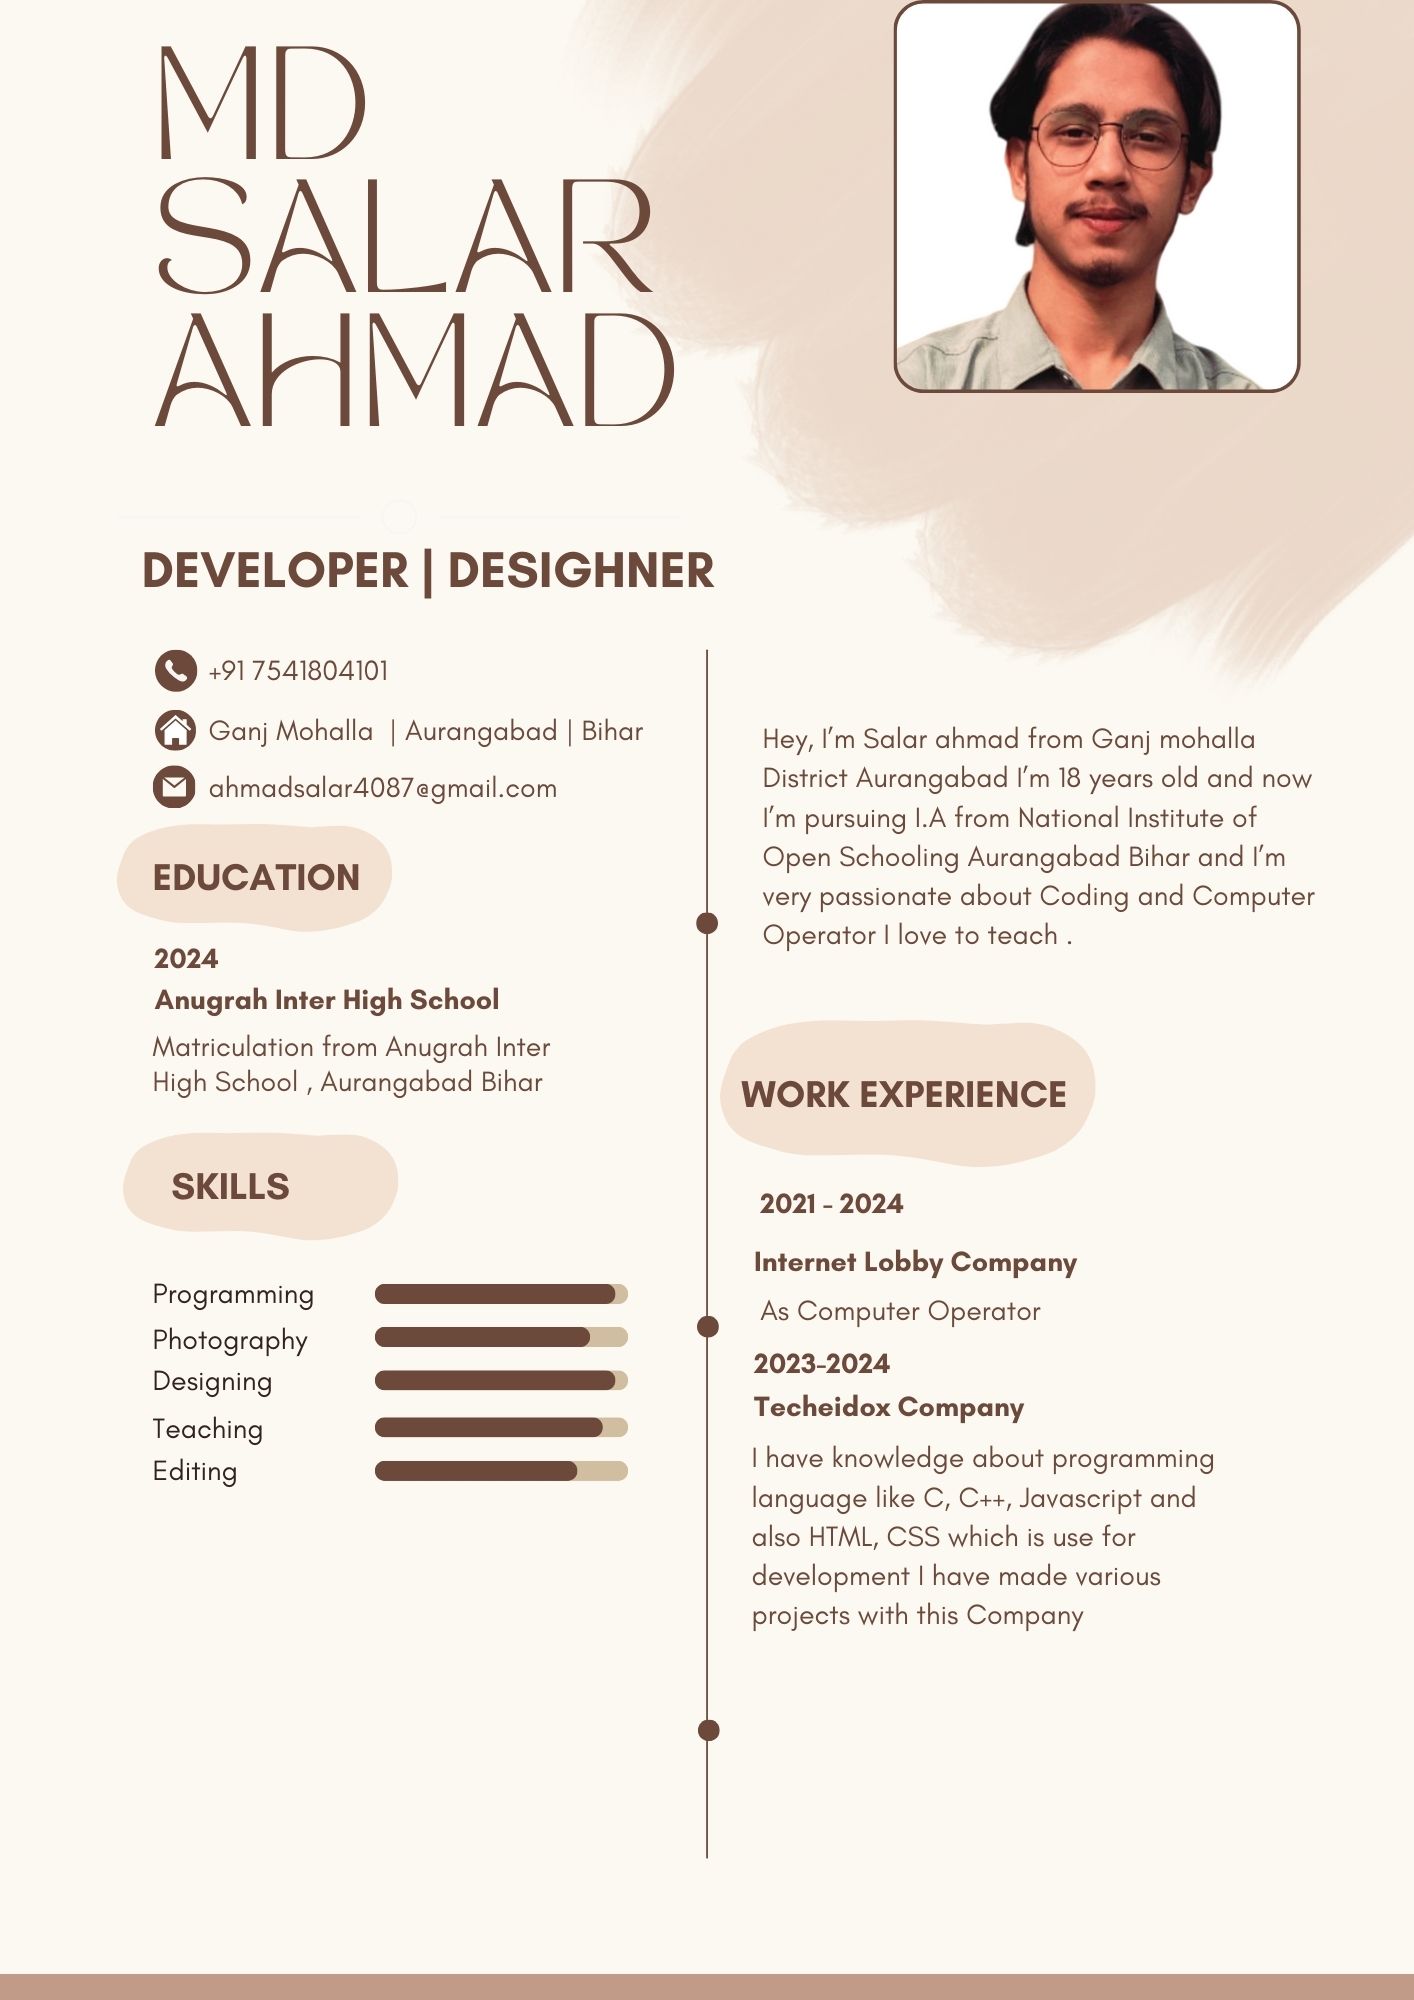 MD
SALAR
AHMAD
DEVELOPER | DESIGHNER
+91 7541804101
Ganj Mohalla | Aurangabad | Bihar
ahmadsalar4087@gmail.com
EDUCATION
2024
Anugrah Inter High School
Matriculation from Anugrah Inter
High School , Aurangabad Bihar
SKILLS
Programming
Photography
Designing
Teaching
Editing
Hey, I'm Salar ahmad from Ganj mohalla
District Aurangabad I'm 18 years old and now
I'm pursuing I.A from National Institute of
Open Schooling Aurangabad Bihar and I'm
very passionate about Coding and Computer
Operator I love to teach .
WORK EXPERIENCE
2021 - 2024
Internet Lobby Company
As Computer Operator
2023-2024
Techeidox Company
I have knowledge about programming
language like C, C++, Javascript and
also HTML, CSS which is use for
development I have made various
projects with this Company